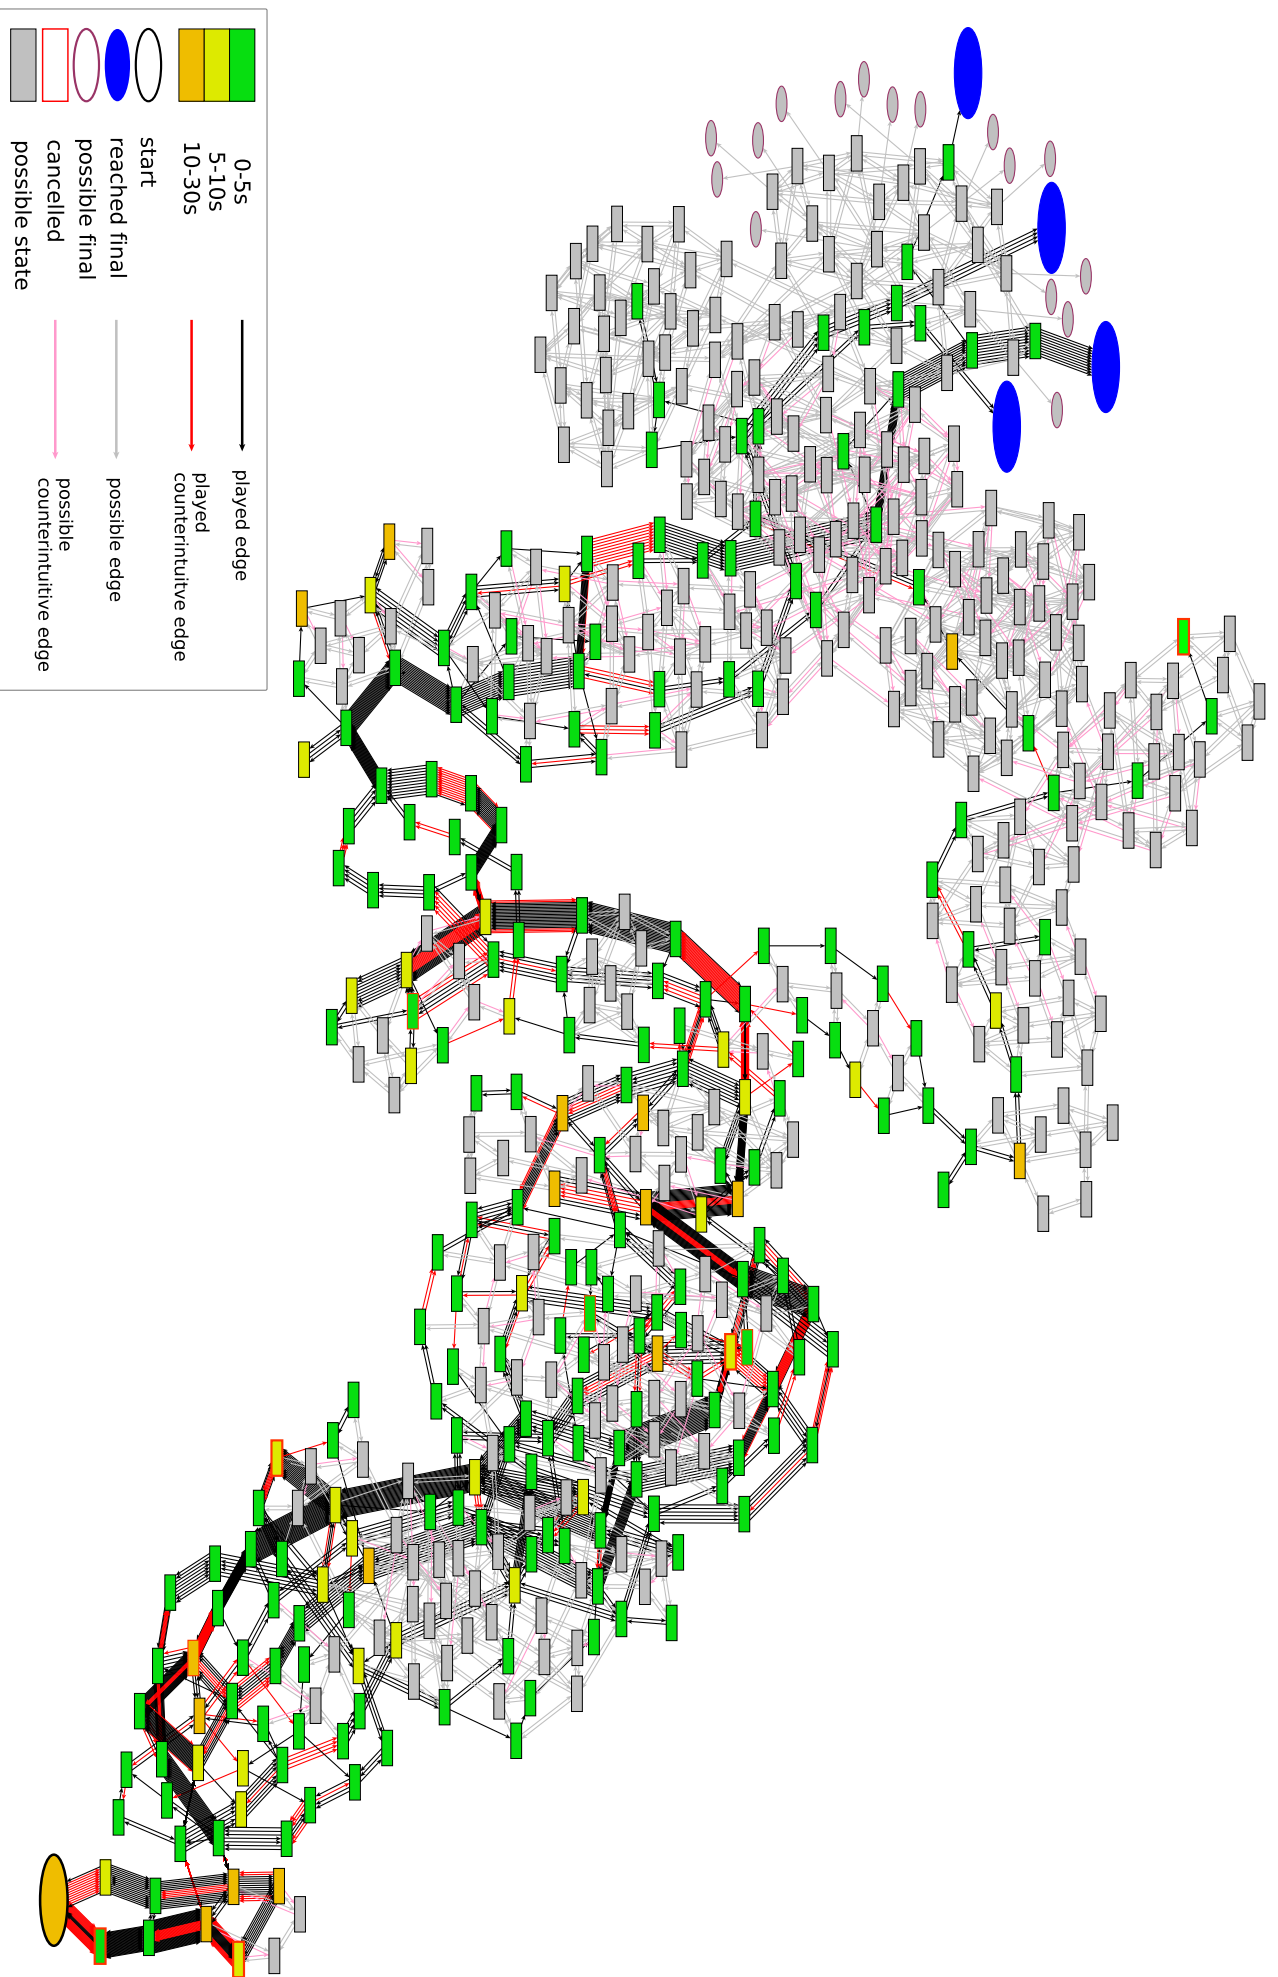 0-5s
5-10s
10-30s
start
reached final
possible final
cancelled
possible state
played edge
played
counterintuitve edge
possible edge
possible
counterintuitive edge